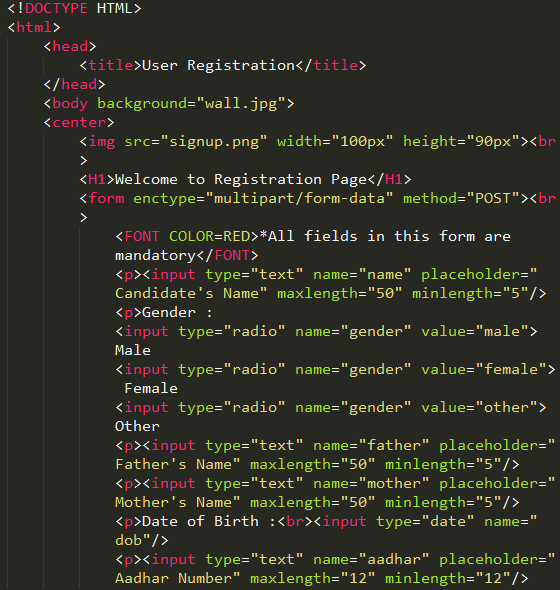 <!DOCTYPE HTML>
<html>
<head>
<title>User Registration</title>
</head>
<body background="wall.jpg">
<center>
<img src="signup.png" width="100px" height="90px"><br
>
<H1>Welcome to Registration Page</H1>
<form enctype="multipart/form-data" method="POST"><br
>
<FONT COLOR=RED>*All fields in this form are
mandatory</FONT>
<p><input type="text" name="name" placeholder="
Candidate's Name" maxlength="50" minlength="5"/>
<p>Gender :
<input type="radio" name="gender" value="male">
Male
<input type="radio" name="gender" value="female">
Female
<input type="radio" name="gender" value="other">
Other
<p><input type="text" name="father" placeholder="
Father's Name" maxlength="50" minlength="5"/>
<p><input type="text" name="mother" placeholder="
Mother's Name" maxlength="50" minlength="5"/>
<p>Date of Birth :<br><input type="date" name="
dob"/>
<p><input type="text" name="aadhar" placeholder="
Aadhar Number" maxlength="12" minlength="12"/>